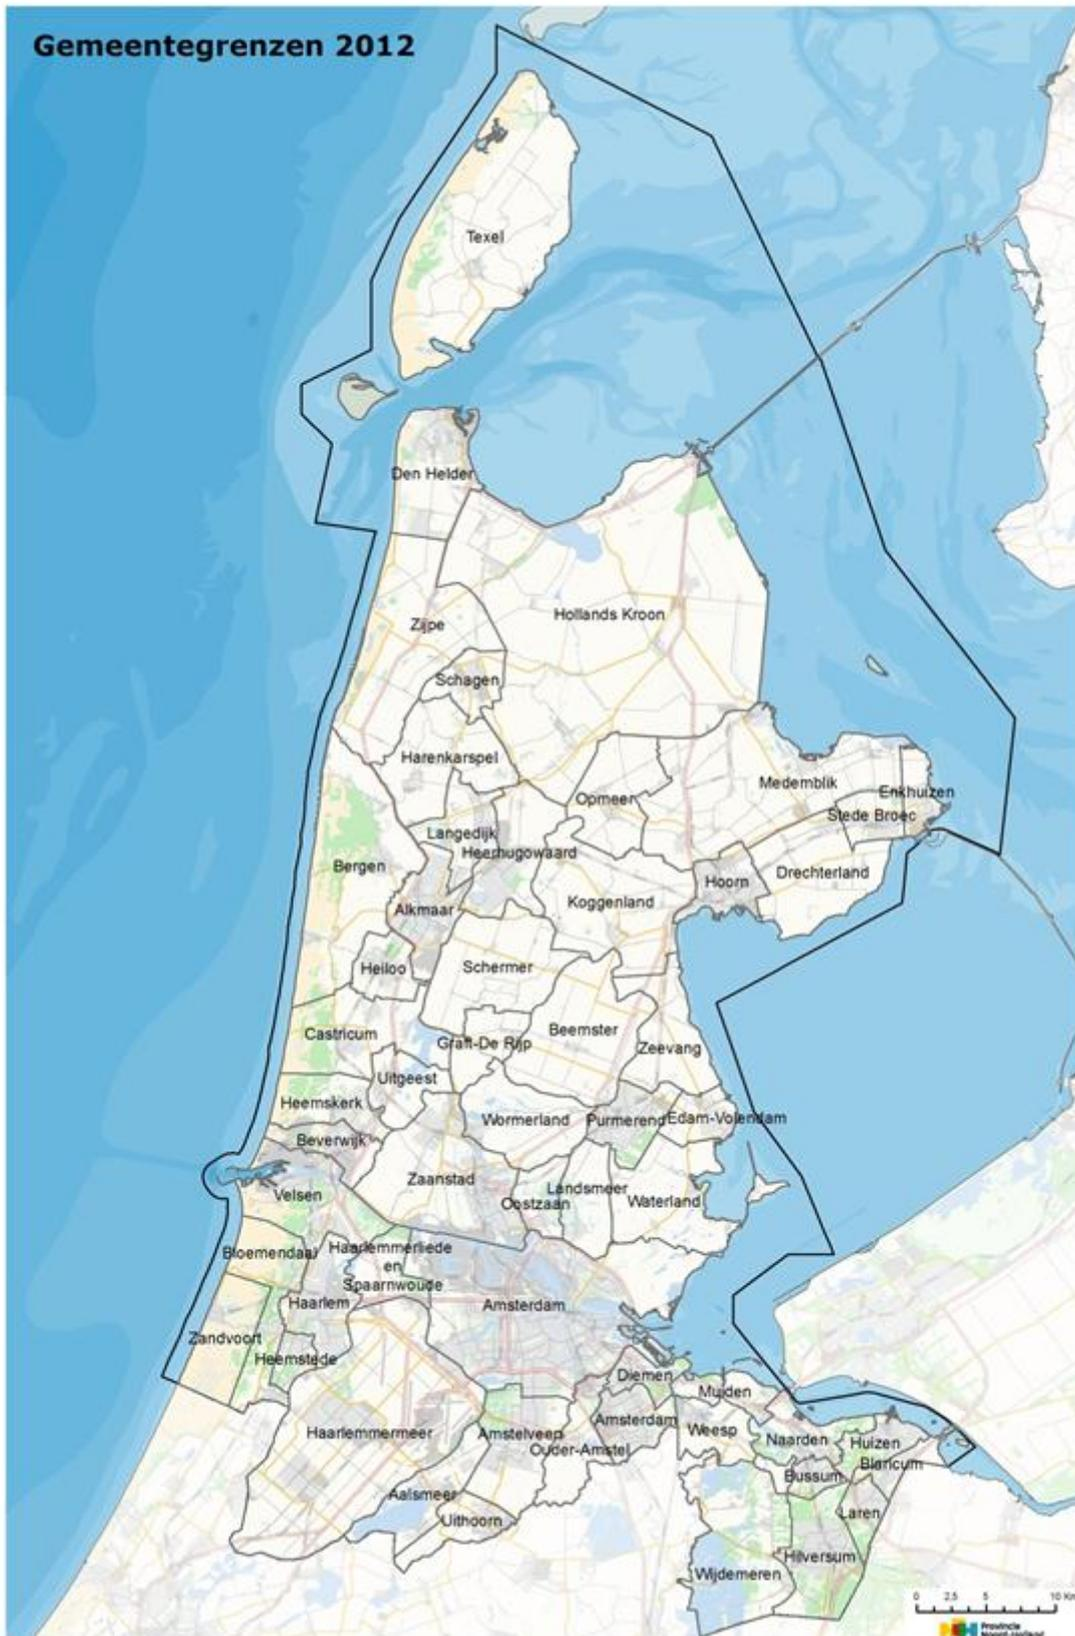 Gemeentegrenzen 2012
Texel
Den Helder
Hollands Kroon
Zijpe
Schagen
Harenkarspel
Medemblik
Opmeer
Enkhuizen
Stede Broec
Langedijk
Heerhugowaard
Bergen
Drechterland
Hoorn
Koggenland
Alkmaar
Heiloo
Schermer
Beemster
Castricum
Graft-De Rijp
Zeevang
Uitgeest
Heemskerk
Wormerland
Purmerend
Edam-Volendam
Beverwijk
Zaanstad
Landsmeer
Velsen
Oostzaan
Waterland
Bloemendaal
Haarlemmerliede
en
Spaarnwoude
Haarlem
Amsterdam
Zandvoort
Heemstede
Diemen
Muiden
Haarlemmermeer
Amstelveen
Amsterdam
Weesp
Ouder-Amstel
Naarden
Huizen
Blaricum
Bussum
Aalsmeer
Uithoorn
Laren
Hilversum
Wijdemeren
0 2,5 5 10 Km
Provincie
Noord-Holland